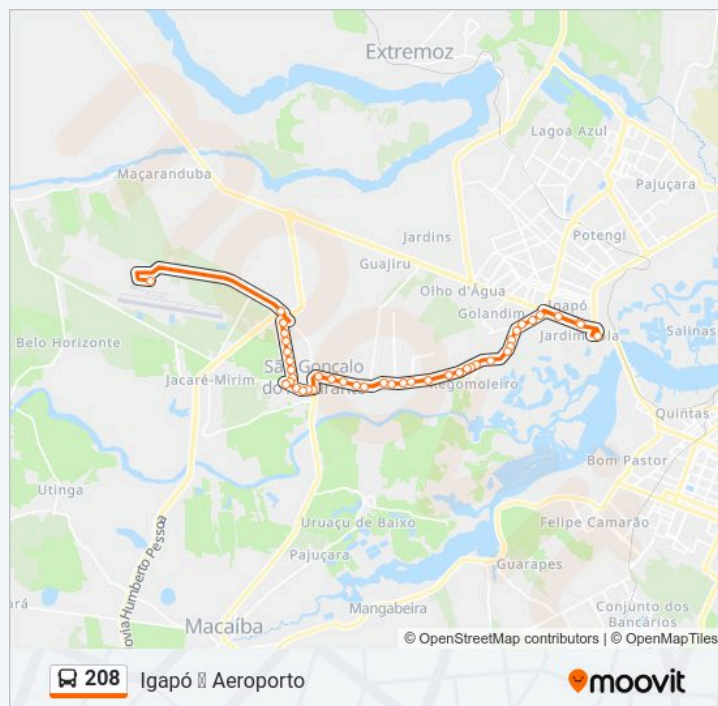 Extremoz
Lagoa Azul
Maçaranduba
Pajuçara
Jardins
Potengi
Guajiru
Olho d'Água
Igapó
Golandim
Salinas
Belo Horizonte
São Gonçalo
Jacaré-Mirim
Regomoleiro
Quintas
Bom Pastor
Utinga
Uruaçu de Baixo
Felipe Camarão
Pajuçara
Guarapes
ovia Humberto Pessoa
Conjunto dos
Bancários
Mangabeira
Macaíba
© OpenStreetMap contributors | © OpenMapTiles
208 Igapó Aeroporto
moovit